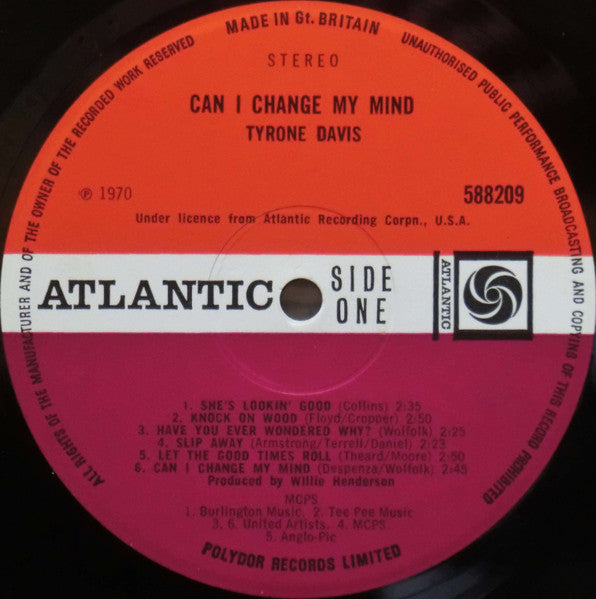 MADE IN Gt. BRITAIN
UNAUTHORISED PUBLIC PERFORMANCE BROADCASTING AND COPYING OF THIS RECORD PROHIBITED
ALL RIGHTS OF THE MANUFACTURER AND OF THE OWNER OF THE RECORDED WORK RESERVED
STEREO
CAN I CHANGE MY MIND
TYRONE DAVIS
℗ 1970
588209
Under licence from Atlantic Recording Corpn., U.S.A.
ATLANTIC
SIDE
ONE
ATLANTIC
1. SHE'S LOOKIN' GOOD (Collins) 2:35
2. KNOCK ON WOOD (Floyd/Cropper) 2:50
3. HAVE YOU EVER WONDERED WHY? (Wolfolk) 2:25
4. SLIP AWAY (Armstrong/Terrell/Daniel) 2:23
5. LET THE GOOD TIMES ROLL (Theard/Moore) 2:50
6. CAN I CHANGE MY MIND (Despenza/Wolfolk) 2:45
Produced by Willie Henderson
MCPS
1. Burlington Music. 2. Tee Pee Music
3. 6. United Artists. 4. MCPS.
5. Anglo-Pic
POLYDOR RECORDS LIMITED